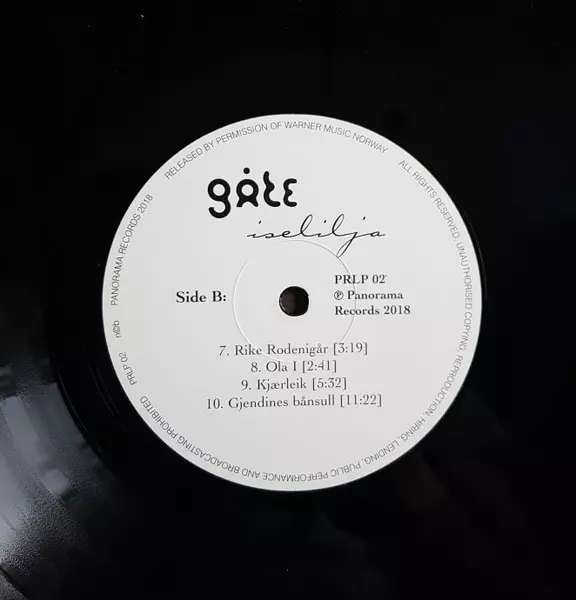 RELEASED BY PERMISSION OF WARNER MUSIC NORWAY
ALL RIGHTS RESERVED. UNAUTHORISED COPYING, REPRODUCTION, HIRING, LENDING, PUBLIC PERFORMANCE AND BROADCASTING PROHIBITED
PRLP 02 n©b PANORAMA RECORDS 2018
gåte
iselilja
Side B:
PRLP 02
℗ Panorama
Records 2018
7. Rike Rodenigår [3:19]
8. Ola I [2:41]
9. Kjærleik [5:32]
10. Gjendines bånsull [11:22]